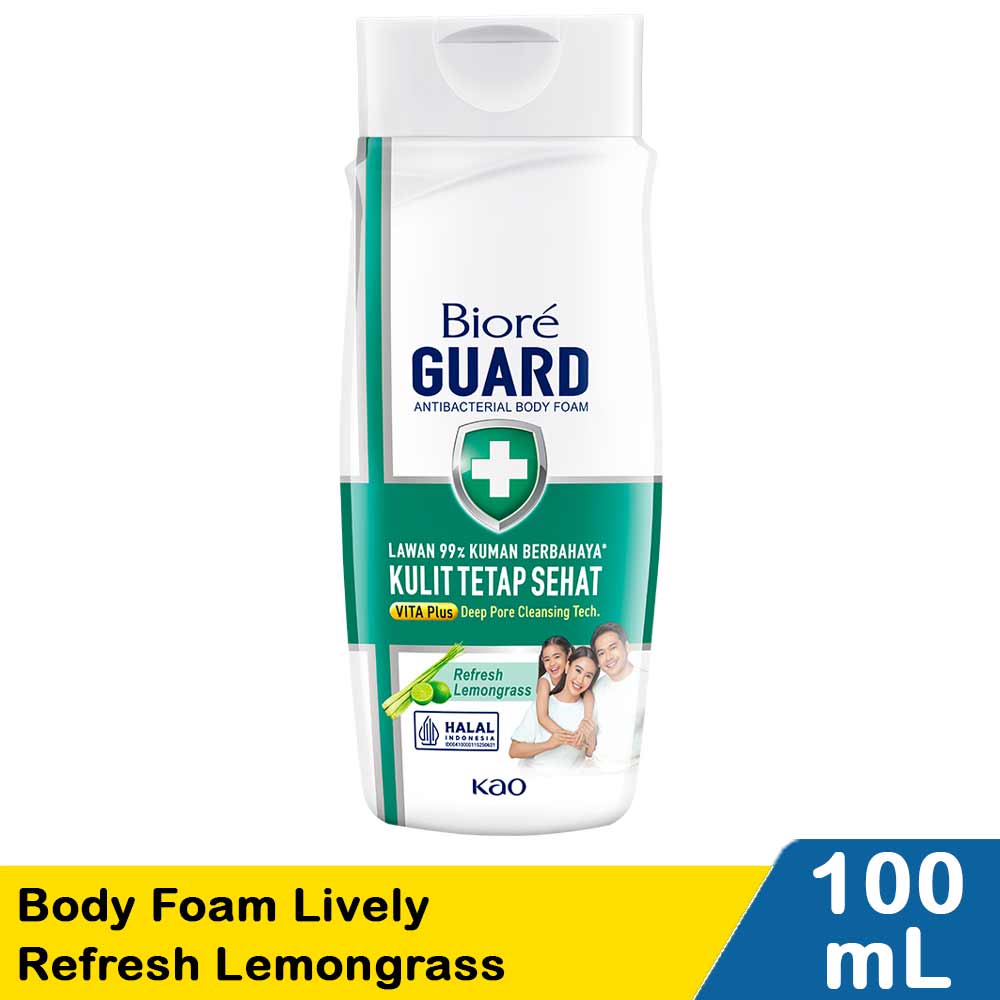 Bioré
GUARD
ANTIBACTERIAL BODY FOAM
LAWAN 99% KUMAN BERBAHAYA*
KULIT TETAP SEHAT
VITA Plus Deep Pore Cleansing Tech.
Refresh
Lemongrass
HALAL
INDONESIA
ID00410000115250621
Kao
Body Foam Lively
Refresh Lemongrass
100
mL